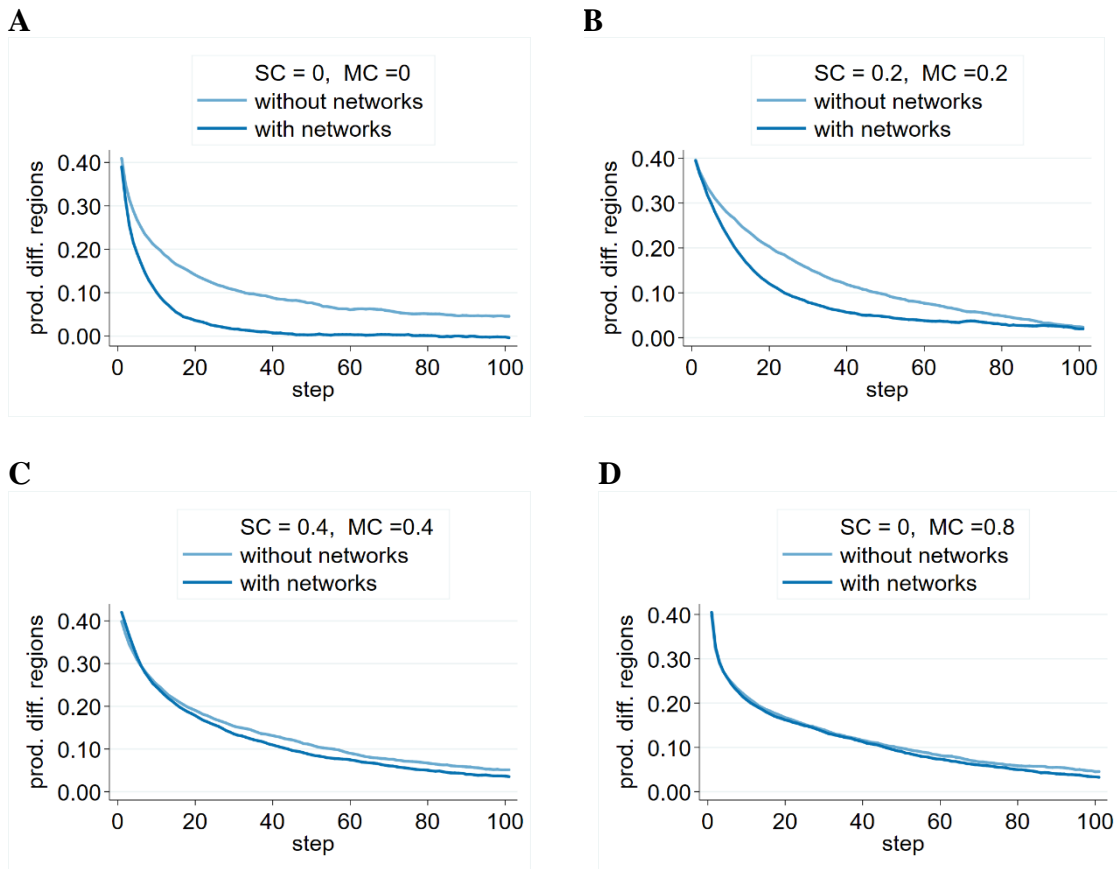 A
SC = 0, MC =0
without networks
with networks
prod. diff. regions
0.40
0.30
0.20
0.10
0.00
0 20 40 60 80 100
step
B
SC = 0.2, MC =0.2
without networks
with networks
prod. diff. regions
0.40
0.30
0.20
0.10
0.00
0 20 40 60 80 100
step
C
SC = 0.4, MC =0.4
without networks
with networks
prod. diff. regions
0.40
0.30
0.20
0.10
0.00
0 20 40 60 80 100
step
D
SC = 0, MC =0.8
without networks
with networks
prod. diff. regions
0.40
0.30
0.20
0.10
0.00
0 20 40 60 80 100
step